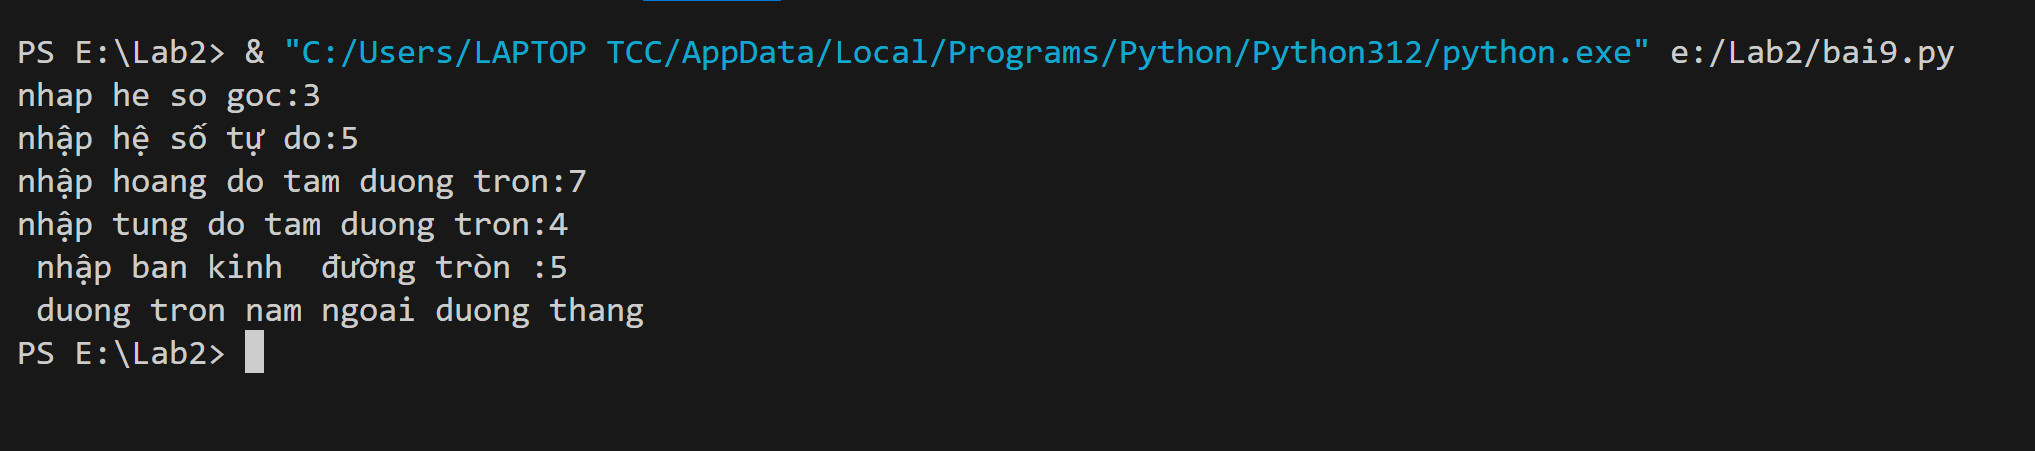 PS E:\Lab2> & "C:/Users/LAPTOP TCC/AppData/Local/Programs/Python/Python312/python.exe" e:/Lab2/bai9.py
nhap he so goc:3
nhập hệ số tự do:5
nhập hoang do tam duong tron:7
nhập tung do tam duong tron:4
 nhập ban kinh  đường tròn :5
 duong tron nam ngoai duong thang
PS E:\Lab2>